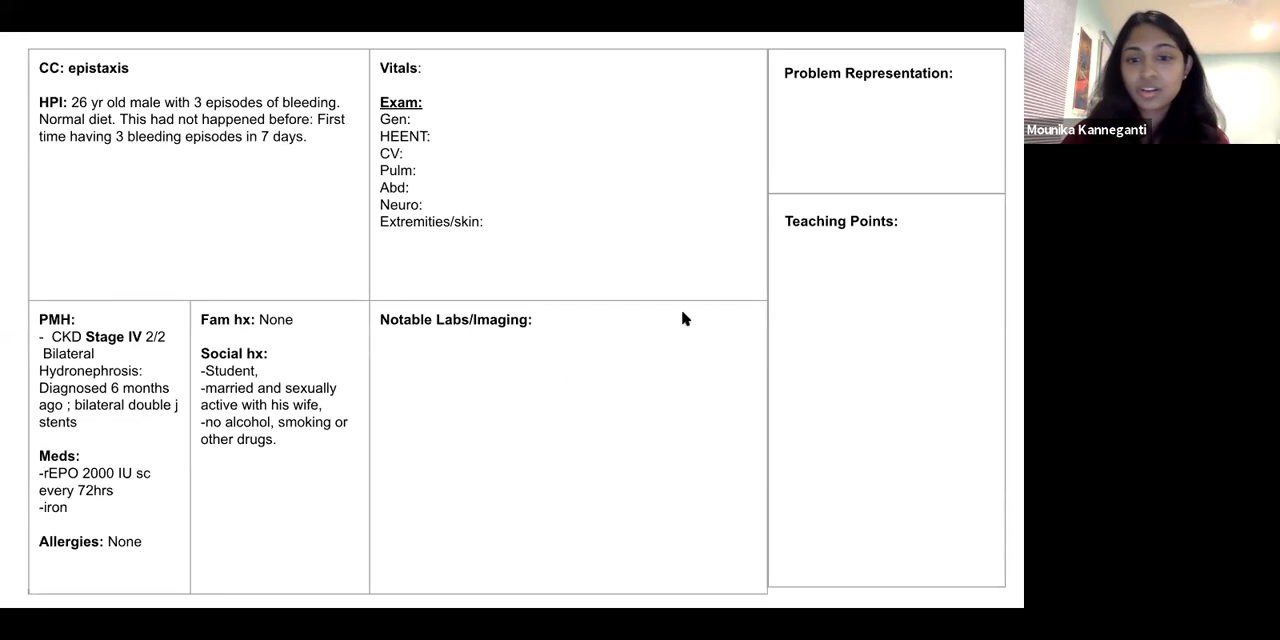 CC: epistaxis
HPI: 26 yr old male with 3 episodes of bleeding.
Normal diet. This had not happened before: First
time having 3 bleeding episodes in 7 days.
Vitals:
Exam:
Gen:
HEENT:
CV:
Pulm:
Abd:
Neuro:
Extremities/skin:
Problem Representation:
Teaching Points:
PMH:
- CKD Stage IV 2/2
Bilateral
Hydronephrosis:
Diagnosed 6 months
ago ; bilateral double j
stents
Meds:
-rEPO 2000 IU sc
every 72hrs
-iron
Allergies: None
Fam hx: None
Social hx:
-Student,
-married and sexually
active with his wife,
-no alcohol, smoking or
other drugs.
Notable Labs/Imaging:
Mounika Kanneganti